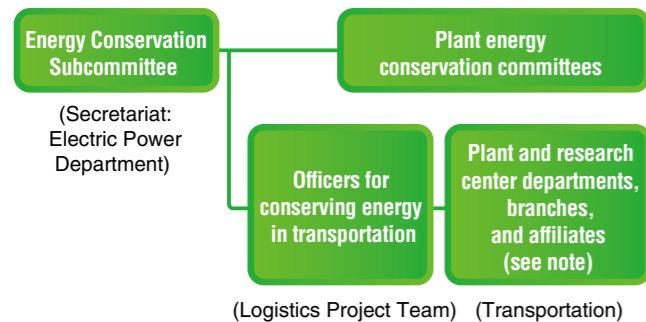 Energy Conservation
Subcommittee
Plant energy
conservation committees
(Secretariat:
Electric Power
Department)
Officers for
conserving energy
in transportation
Plant and research
center departments,
branches,
and affiliates
(see note)
(Logistics Project Team)
(Transportation)